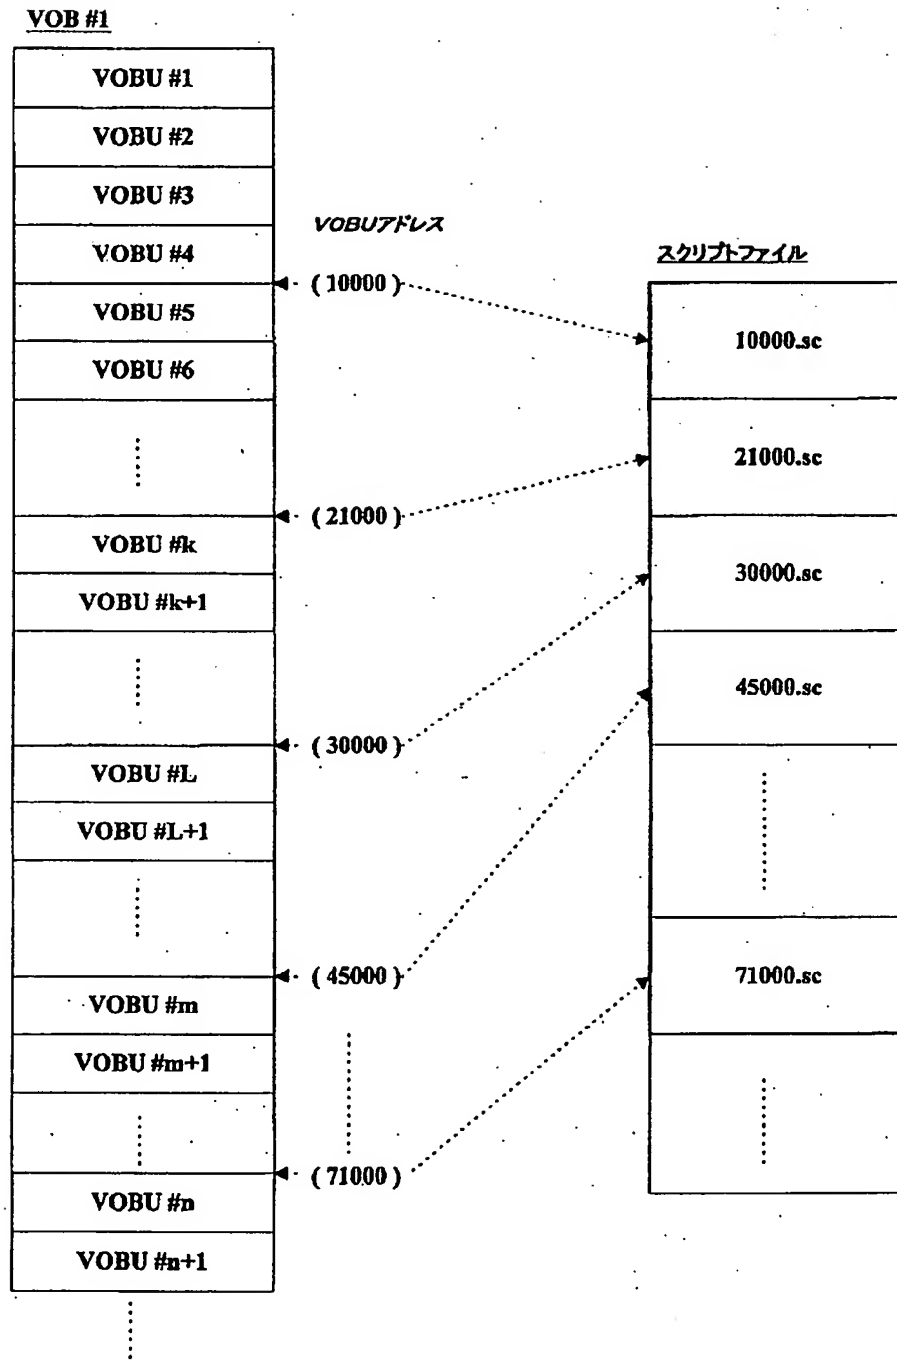 VOB #1
VOBU #1
VOBU #2
VOBU #3
VOBU #4
VOBU #5
VOBU #6
VOBU #k
VOBU #k+1
VOBU #L
VOBU #L+1
VOBU #m
VOBU #m+1
VOBU #n
VOBU #n+1
VOBUアドレス
( 10000 )
( 21000 )
( 30000 )
( 45000 )
( 71000 )
スクリプトファイル
10000.sc
21000.sc
30000.sc
45000.sc
71000.sc